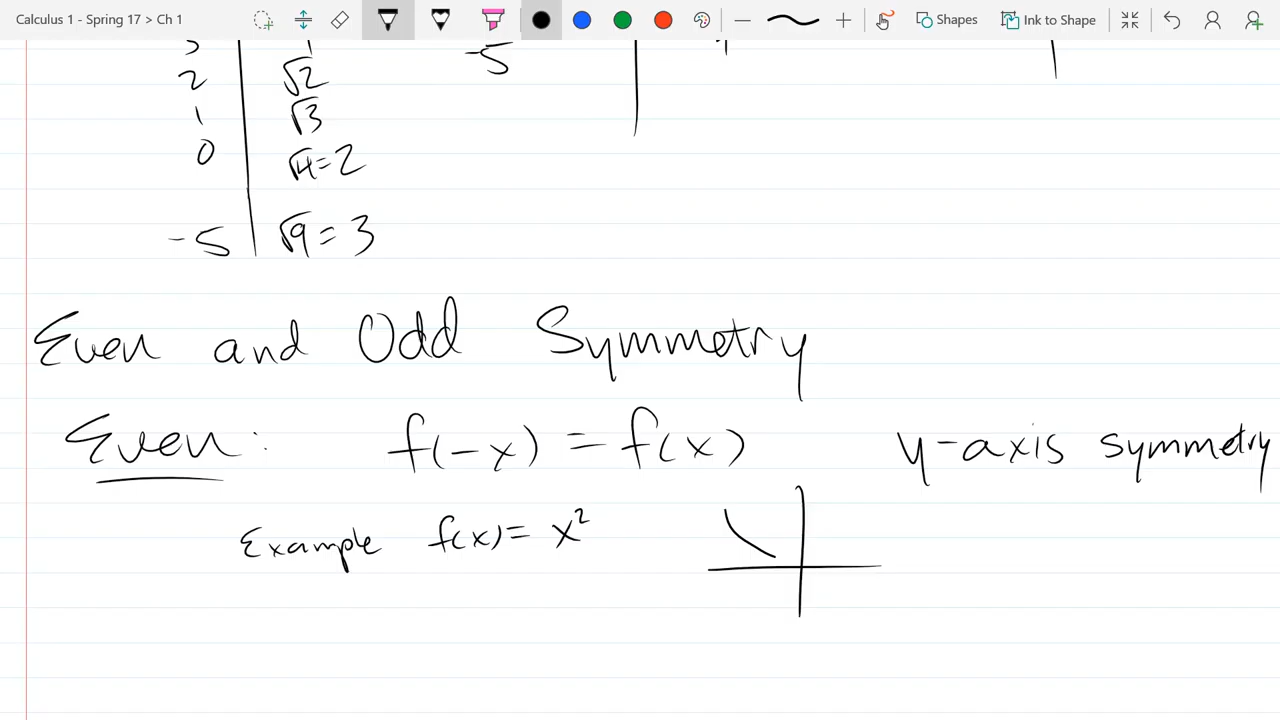 Calculus 1 - Spring 17 > Ch 1 Shapes Ink to Shape
-5
2 √2
1 √3
0 √4=2
-5 √9 = 3
Even and Odd Symmetry
Even: f(-x) = f(x) y-axis symmetry
Example f(x) = x²